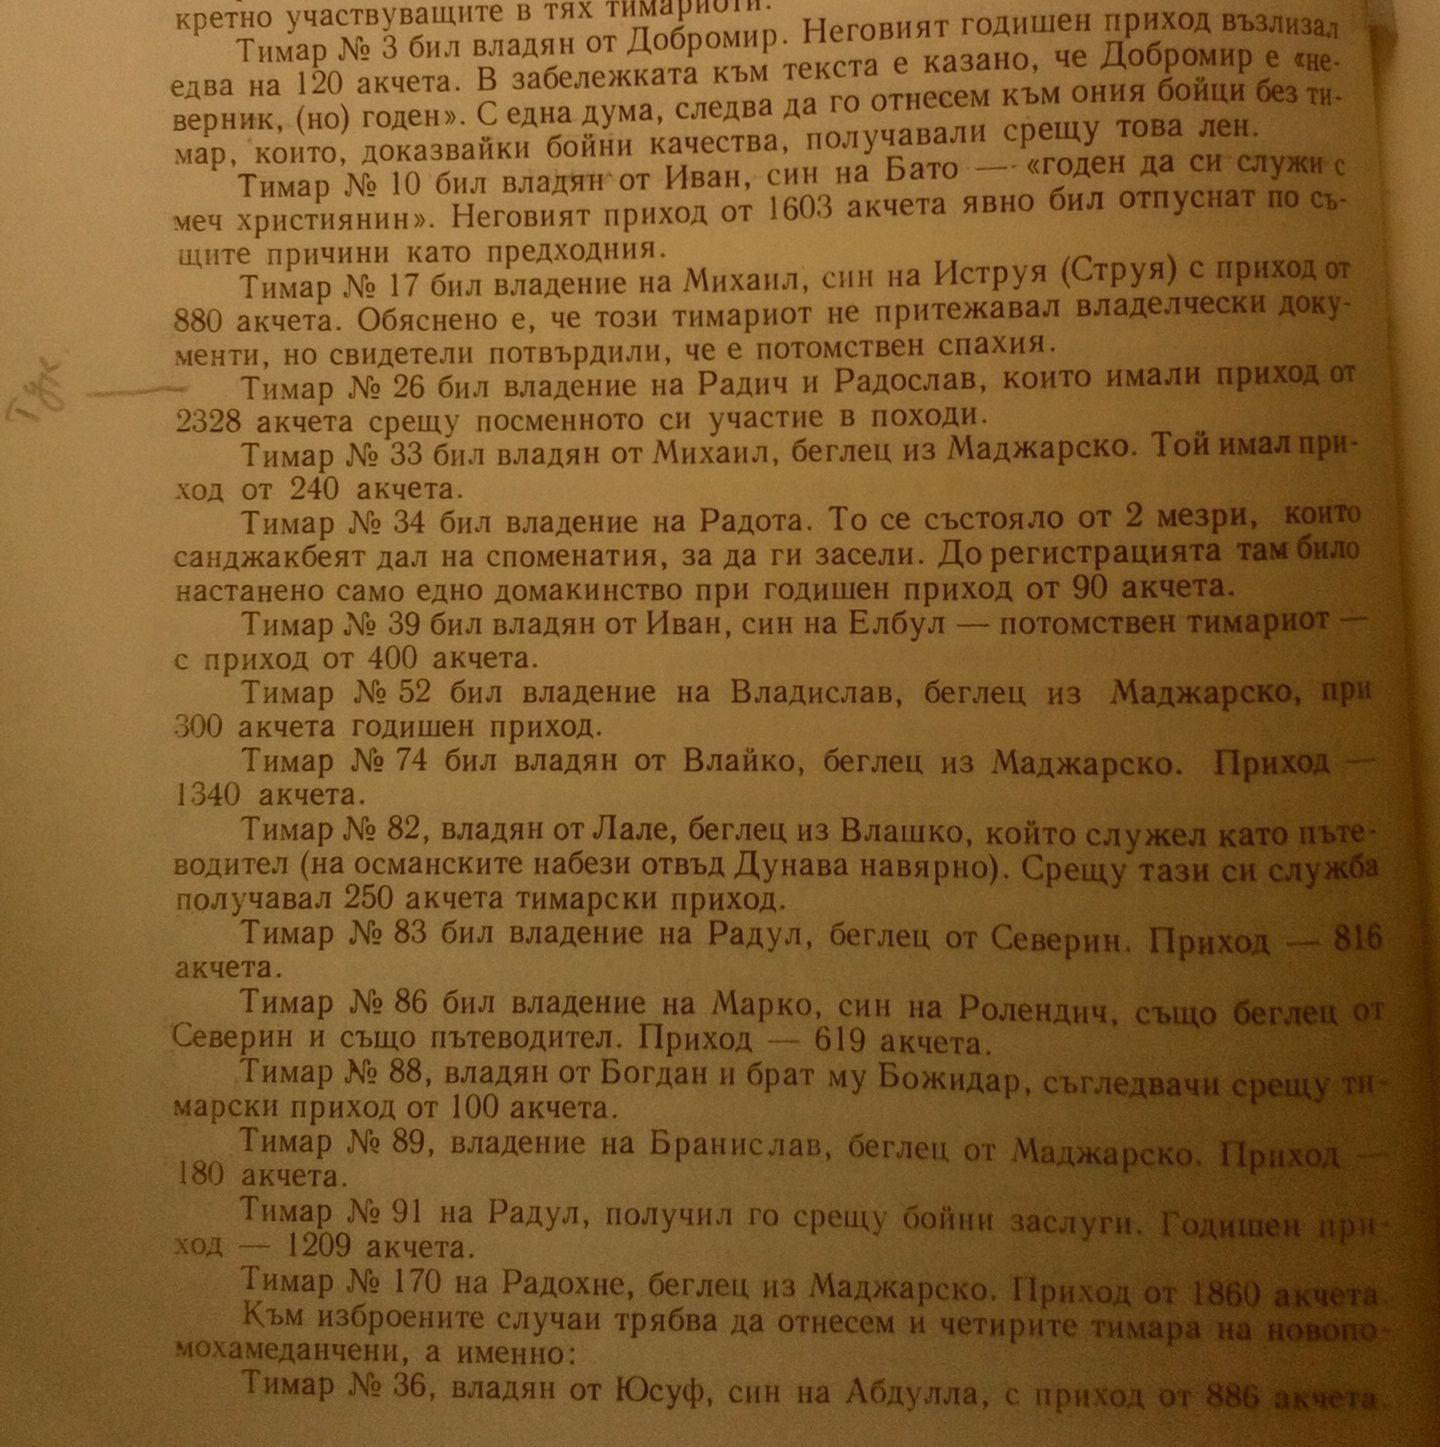 кретно участвуващите в тях тимариоти.
Тимар № 3 бил владян от Добромир. Неговият годишен приход възлизал
едва на 120 акчета. В забележката към текста е казано, че Добромир е «не-
верник, (но) годен». С една дума, следва да го отнесем към ония бойци без ти-
мар, които, доказвайки бойни качества, получавали срещу това лен.
Тимар № 10 бил владян от Иван, син на Бато — «годен да си служи с
меч християнин». Неговият приход от 1603 акчета явно бил отпуснат по съ-
щите причини като предходния.
Тимар № 17 бил владение на Михаил, син на Иструя (Струя) с приход от
880 акчета. Обяснено е, че този тимариот не притежавал владелчески доку-
менти, но свидетели потвърдили, че е потомствен спахия.
Тук
Тимар № 26 бил владение на Радич и Радослав, които имали приход от
2328 акчета срещу посменното си участие в походи.
Тимар № 33 бил владян от Михаил, беглец из Маджарско. Той имал при-
ход от 240 акчета.
Тимар № 34 бил владение на Радота. То се състояло от 2 мезри, които
санджакбеят дал на споменатия, за да ги засели. До регистрацията там било
настанено само едно домакинство при годишен приход от 90 акчета.
Тимар № 39 бил владян от Иван, син на Елбул — потомствен тимариот —
с приход от 400 акчета.
Тимар № 52 бил владение на Владислав, беглец из Маджарско, при
300 акчета годишен приход.
Тимар № 74 бил владян от Влайко, беглец из Маджарско. Приход —
1340 акчета.
Тимар № 82, владян от Лале, беглец из Влашко, който служел като пъте-
водител (на османските набези отвъд Дунава навярно). Срещу тази си служба
получавал 250 акчета тимарски приход.
Тимар № 83 бил владение на Радул, беглец от Северин. Приход — 816
акчета.
Тимар № 86 бил владение на Марко, син на Ролендич, също беглец от
Северин и също пътеводител. Приход — 619 акчета.
Тимар № 88, владян от Богдан и брат му Божидар, съгледвачи срещу ти-
марски приход от 100 акчета.
Тимар № 89, владение на Бранислав, беглец от Маджарско. Приход —
180 акчета.
Тимар № 91 на Радул, получил го срещу бойни заслуги. Годишен при-
ход — 1209 акчета.
Тимар № 170 на Радохне, беглец из Маджарско. Приход от 1860 акчета.
Към изброените случаи трябва да отнесем и четирите тимара на новопо-
мохамеданчени, а именно:
Тимар № 36, владян от Юсуф, син на Абдулла, с приход от 886 акчета.